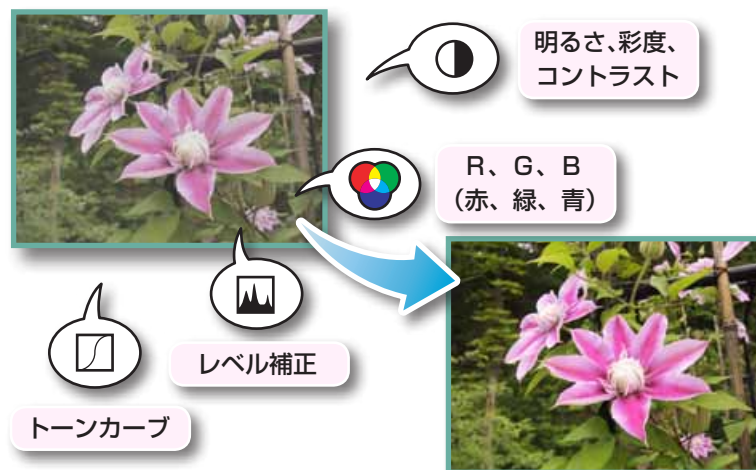 明るさ、彩度、
コントラスト
R、G、B
（赤、緑、青）
レベル補正
トーンカーブ